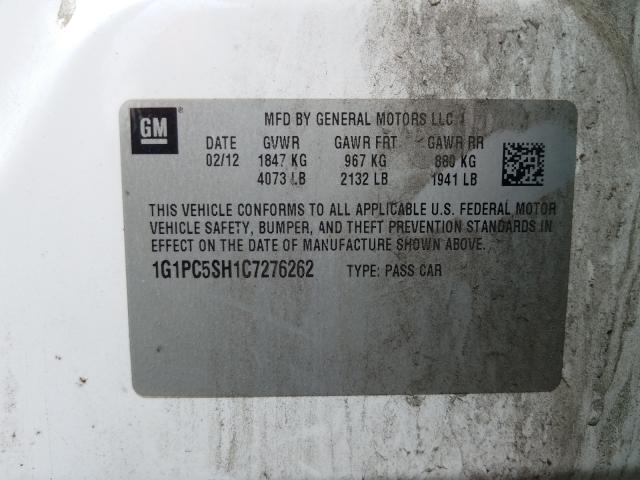 GM ®
MFD BY GENERAL MOTORS LLC
DATE GVWR GAWR FRT GAWR RR
02/12 1847 KG 967 KG 880 KG
4073 LB 2132 LB 1941 LB
THIS VEHICLE CONFORMS TO ALL APPLICABLE U.S. FEDERAL MOTOR
VEHICLE SAFETY, BUMPER, AND THEFT PREVENTION STANDARDS IN
EFFECT ON THE DATE OF MANUFACTURE SHOWN ABOVE.
1G1PC5SH1C7276262 TYPE: PASS CAR